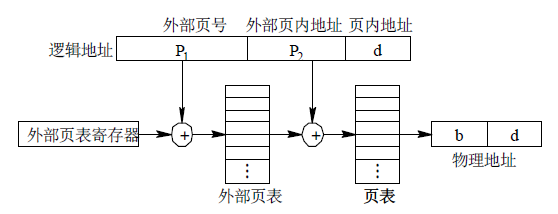 外部页号 外部页内地址 页内地址
逻辑地址 P1 P2 d
外部页表寄存器 + + b d
物理地址
⋮ ⋮
外部页表 页表